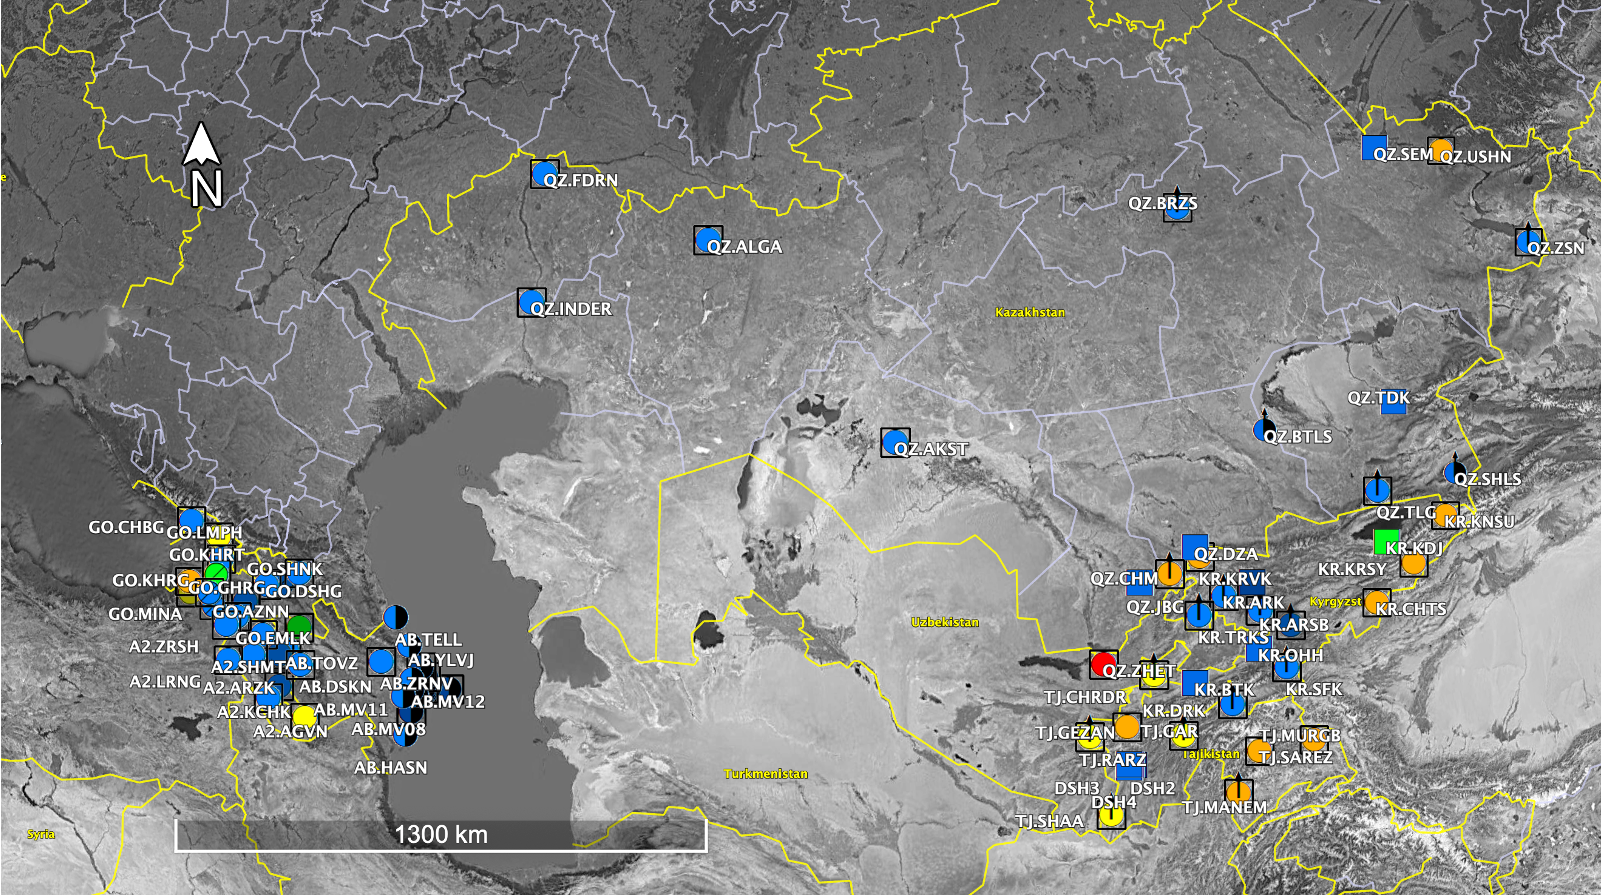 N
QZ.FDRN
QZ.ALGA
QZ.INDER
QZ.BRZS
QZ.SEM
QZ.USHN
QZ.ZSN
Kazakhstan
QZ.TDK
QZ.BTLS
QZ.AKST
QZ.SHLS
QZ.TLG
KR.KNSU
KR.KDJ
KR.KRSY
KR.CHTS
Kyrgyzst
QZ.DZA
QZ.CHM
KR.KRVK
QZ.JBG
KR.ARK
KR.ARSB
KR.TRKS
KR.OHH
KR.SFK
Uzbekistan
QZ.ZHET
TJ.CHRDR
KR.BTK
KR.DRK
TJ.GEZAN
TJ.GAR
TJ.MURGB
Tajikistan
TJ.SAREZ
TJ.RARZ
DSH3
DSH2
DSH4
TJ.MANEM
TJ.SHAA
Turkmenistan
GO.CHBG
GO.LMPH
GO.KHRT
GO.SHNK
GO.KHRG
GO.GHRG
GO.DSHG
GO.MINA
GO.AZNN
GO.EMLK
A2.ZRSH
A2.SHMT
AB.TOVZ
AB.TELL
AB.YLVJ
A2.LRNG
A2.ARZK
AB.DSKN
AB.ZRNV
AB.MV12
A2.KCHK
AB.MV11
A2.AGVN
AB.MV08
AB.HASN
Syria
1300 km